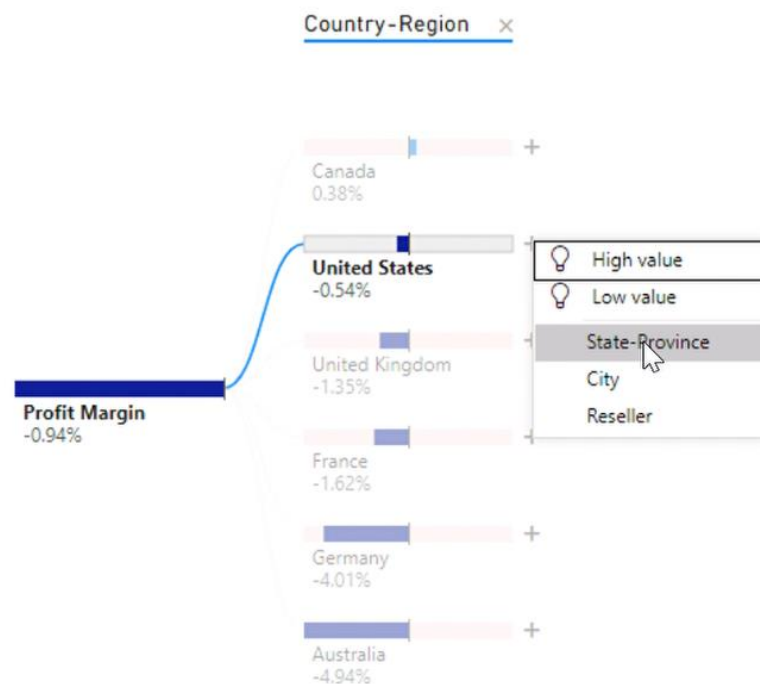 Country-Region ×
Canada
0.38%
United States
-0.54%
High value
Low value
State-Province
City
Reseller
United Kingdom
-1.35%
Profit Margin
-0.94%
France
-1.62%
Germany
-4.01%
Australia
-4.94%